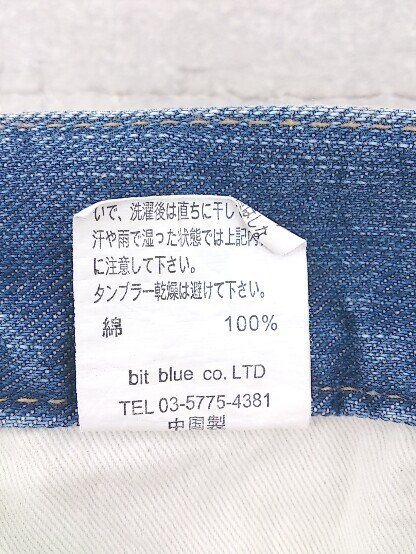 いで、洗濯後は直ちに干し
汗や雨で湿った状態では上記内
に注意して下さい。
タンブラー乾燥は避けて下さい。
綿 100%
bit blue co. LTD
TEL 03-5775-4381
中国製